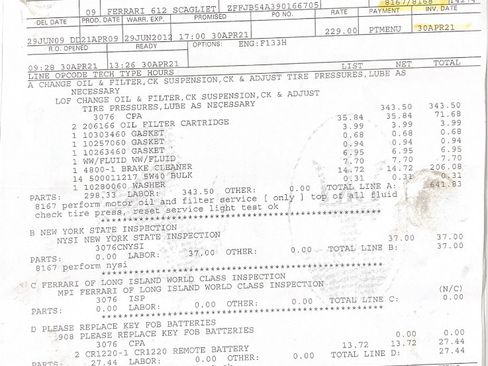 09 FERRARI 612 SCAGLIET ZFFJB54A390166705 8167/8168
DEL DATE PROD. DATE WARR. EXP. PROMISED PO NO. RATE PAYMENT INV. DATE
29JUN09 DD21APR09 29JUN2012 17:00 30APR21 229.00 PTMENU 30APR21
R.O. OPENED READY OPTIONS: ENG:F133H
09:28 30APR21 13:26 30APR21
LINE OPCODE TECH TYPE HOURS LIST NET TOTAL
A CHANGE OIL & FILTER,CK SUSPENSION,CK & ADJUST TIRE PRESSURES,LUBE AS
NECESSARY
LOF CHANGE OIL & FILTER,CK SUSPENSION,CK & ADJUST
TIRE PRESSURES,LUBE AS NECESSARY
3076 CPA 343.50 343.50
2 206166 OIL FILTER CARTRIDGE 35.84 35.84 71.68
1 10303460 GASKET 3.99 3.99 3.99
1 10257060 GASKET 0.68 0.68 0.68
1 10263460 GASKET 0.94 0.94 0.94
1 WW/FLUID WW/FLUID 6.95 6.95 6.95
1 4800-1 BRAKE CLEANER 7.70 7.70 7.70
14 500011217 5W40 BULK 14.72 14.72 206.08
1 10280060 WASHER 0.31 0.31 0.31
PARTS: 298.33 LABOR: 343.50 OTHER: 0.00 TOTAL LINE A: 641.83
8167 perform motor oil and filter service [ only ] top of all fluid
check tire press, reset service light test ok
B NEW YORK STATE INSPECTION
NYSI NEW YORK STATE INSPECTION
3076CNYSI 37.00 37.00
PARTS: 0.00 LABOR: 37.00 OTHER: 0.00 TOTAL LINE B: 37.00
8167 perform nysi
C FERRARI OF LONG ISLAND WORLD CLASS INSPECTION
MPI FERRARI OF LONG ISLAND WORLD CLASS INSPECTION
3076 ISP (N/C)
PARTS: 0.00 LABOR: 0.00 OTHER: 0.00 TOTAL LINE C: 0.00
D PLEASE REPLACE KEY FOB BATTERIES
8908 PLEASE REPLACE KEY FOB BATTERIES
3076 CPA 0.00 0.00
2 CR1220-1 CR1220 REMOTE BATTERY 13.72 13.72 27.44
PARTS: 27.44 LABOR: 0.00 OTHER: 0.00 TOTAL LINE D: 27.44